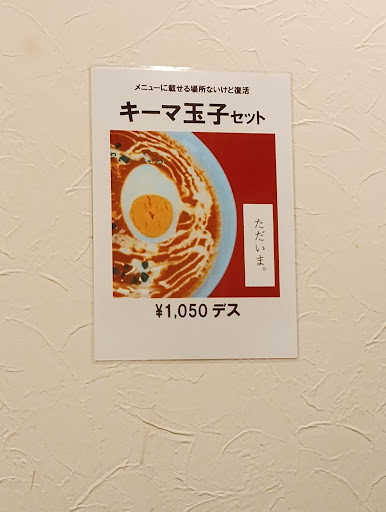 メニューに載せる場所ないけど復活
キーマ玉子セット
ただいま。
¥1,050 デス